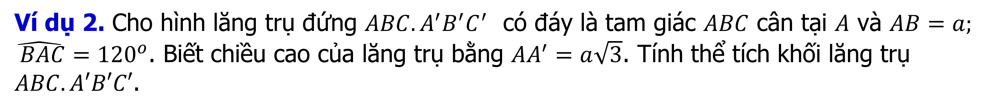 Ví dụ 2. Cho hình lăng trụ đứng 𝐴𝐵𝐶. 𝐴′𝐵′𝐶′ có đáy là tam giác 𝐴𝐵𝐶 cân tại 𝐴 và 𝐴𝐵 = 𝑎;
\widehat{BAC} = 120^o. Biết chiều cao của lăng trụ bằng 𝐴𝐴′ = 𝑎√3. Tính thể tích khối lăng trụ
𝐴𝐵𝐶. 𝐴′𝐵′𝐶′.